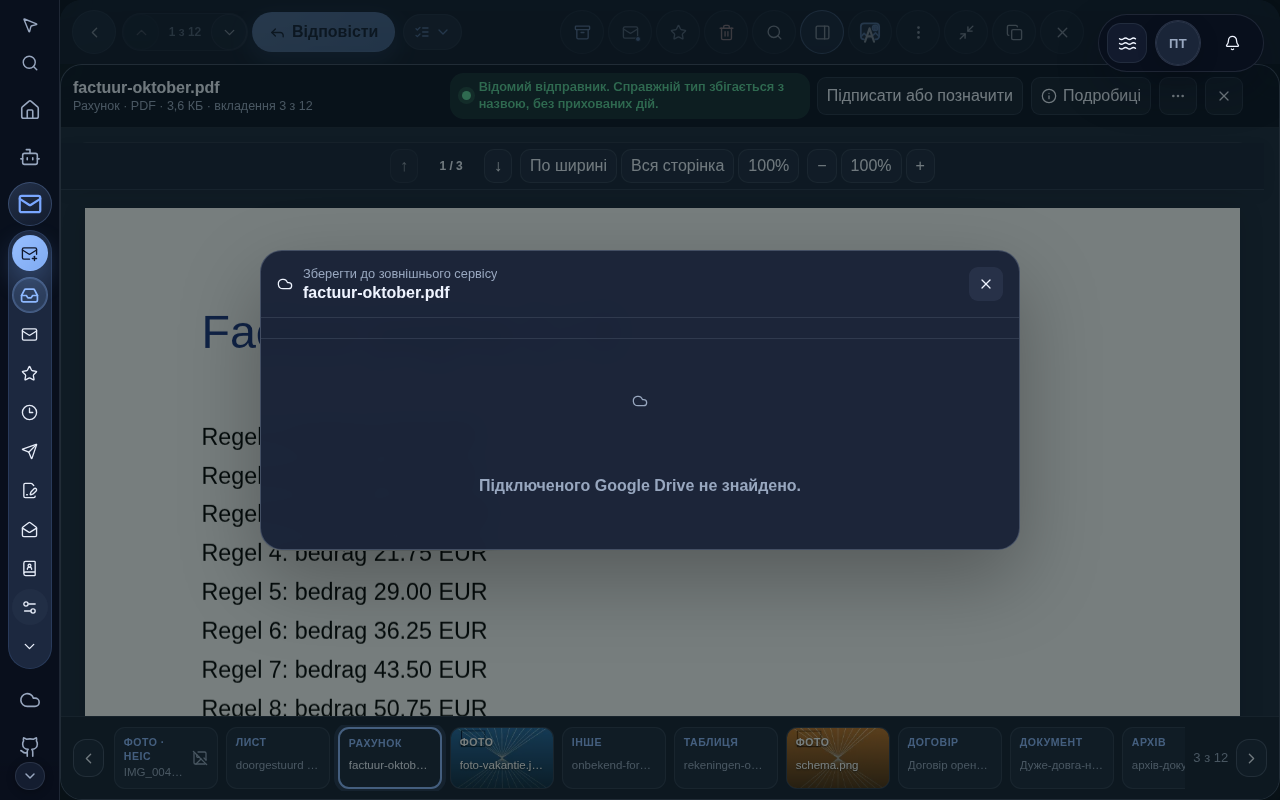 1 з 12
Відповісти
ПТ
factuur-oktober.pdf
Рахунок · PDF · 3,6 КБ · вкладення 3 з 12
Відомий відправник. Справжній тип збігається з
назвою, без прихованих дій.
Підписати або позначити
Подробиці
↑
1 / 3
↓
По ширині
Вся сторінка
100%
−
100%
+
Зберегти до зовнішнього сервісу
factuur-oktober.pdf
Підключеного Google Drive не знайдено.
Regel 4: bedrag 21.75 EUR
Regel 5: bedrag 29.00 EUR
Regel 6: bedrag 36.25 EUR
Regel 7: bedrag 43.50 EUR
Regel 8: bedrag 50.75 EUR
ФОТО ·
HEIC
IMG_004…
ЛИСТ
doorgestuurd …
РАХУНОК
factuur-oktob…
ФОТО
foto-vakantie.j…
ІНШЕ
onbekend-for…
ТАБЛИЦЯ
rekeningen-o…
ФОТО
schema.png
ДОГОВІР
Договір орен…
ДОКУМЕНТ
Дуже-довга-н…
АРХІВ
архів-доку
3 з 12